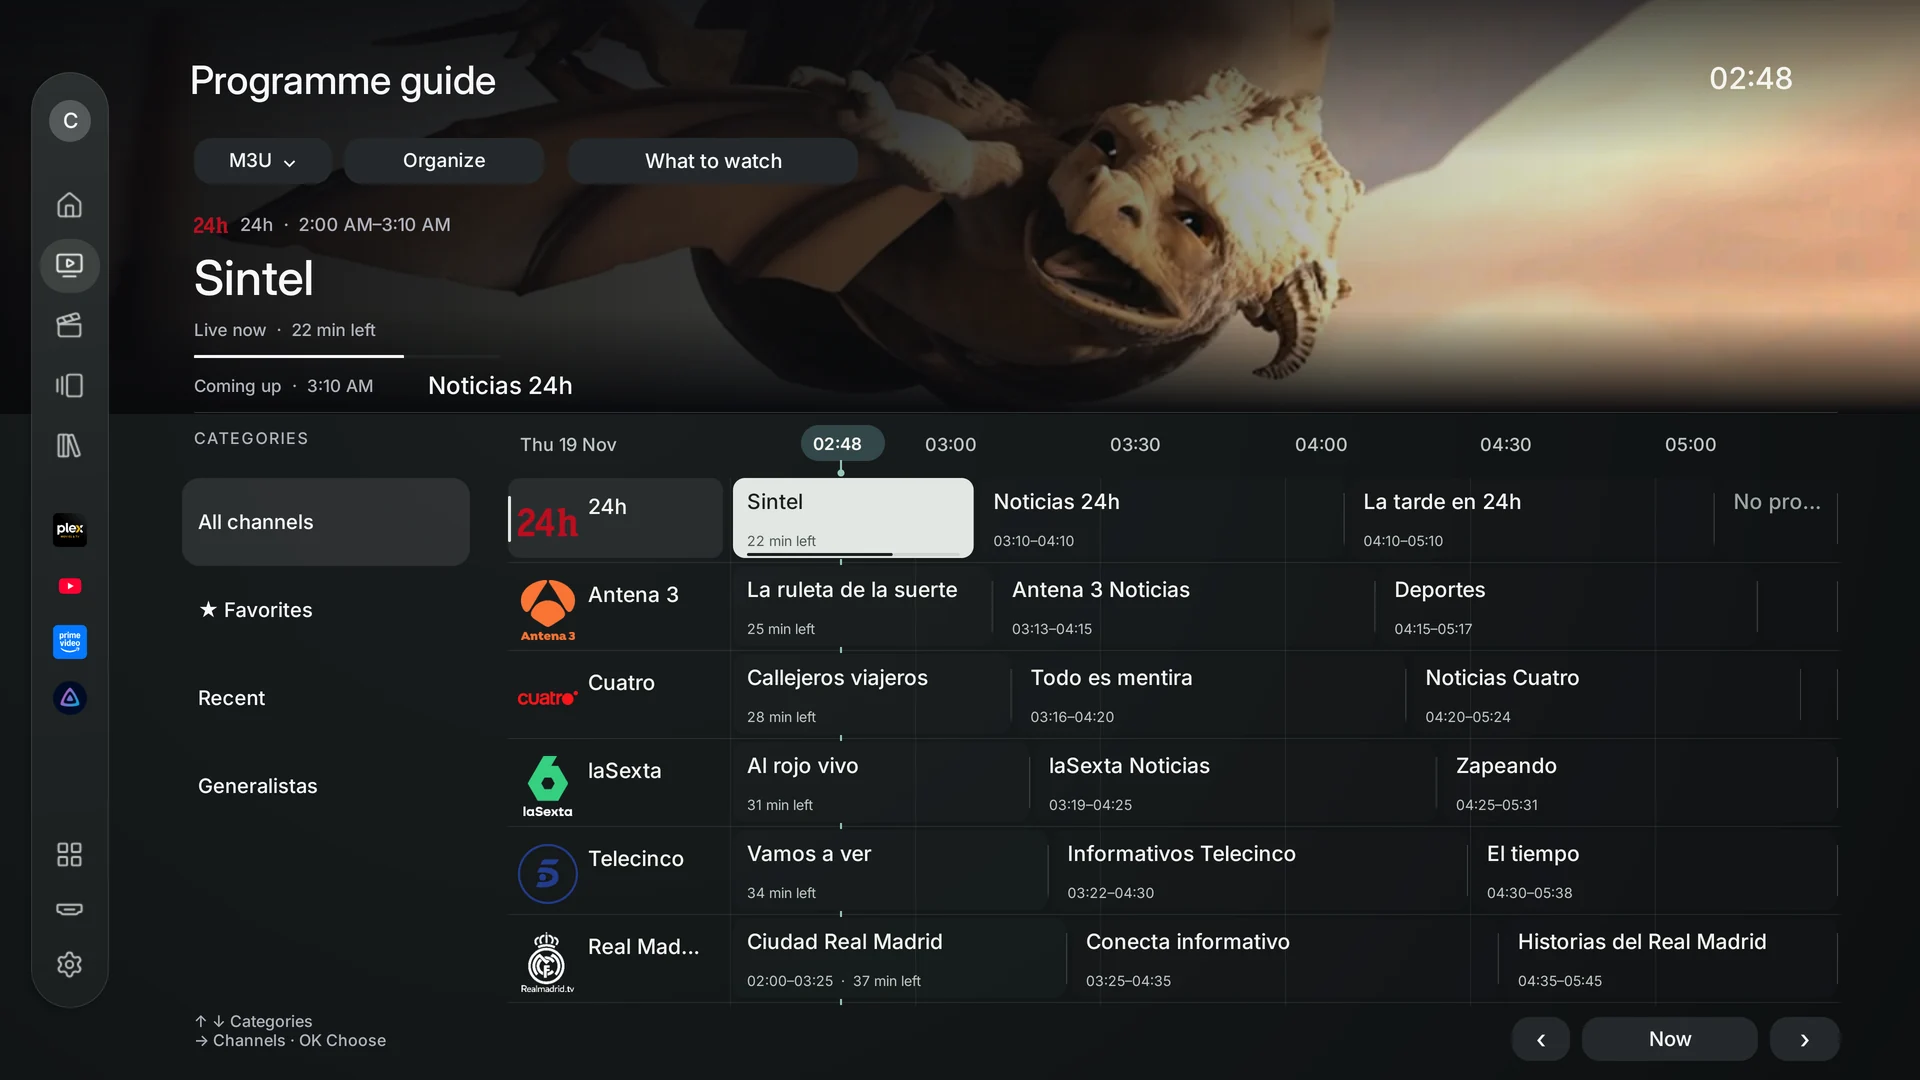 Programme guide
02:48
C
M3U
Organize
What to watch
24h 24h · 2:00 AM–3:10 AM
Sintel
Live now · 22 min left
Coming up · 3:10 AM Noticias 24h
CATEGORIES
Thu 19 Nov 02:48 03:00 03:30 04:00 04:30 05:00
All channels
★ Favorites
Recent
Generalistas
24h 24h
Sintel
22 min left
Noticias 24h
03:10–04:10
La tarde en 24h
04:10–05:10
No pro...
Antena 3
Antena 3
La ruleta de la suerte
25 min left
Antena 3 Noticias
03:13–04:15
Deportes
04:15–05:17
cuatro
Cuatro
Callejeros viajeros
28 min left
Todo es mentira
03:16–04:20
Noticias Cuatro
04:20–05:24
laSexta
laSexta
Al rojo vivo
31 min left
laSexta Noticias
03:19–04:25
Zapeando
04:25–05:31
5
Telecinco
Vamos a ver
34 min left
Informativos Telecinco
03:22–04:30
El tiempo
04:30–05:38
Realmadrid.tv
Real Mad...
Ciudad Real Madrid
02:00–03:25 · 37 min left
Conecta informativo
03:25–04:35
Historias del Real Madrid
04:35–05:45
plex
prime
video
↑ ↓ Categories
→ Channels · OK Choose
‹ Now ›